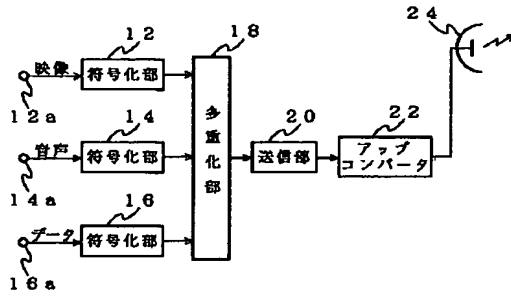 12
18
24
映像
符号化部
12a
14
20
22
音声
符号化部
多重化部
送信部
アップ
コンバータ
14a
16
データ
符号化部
16a